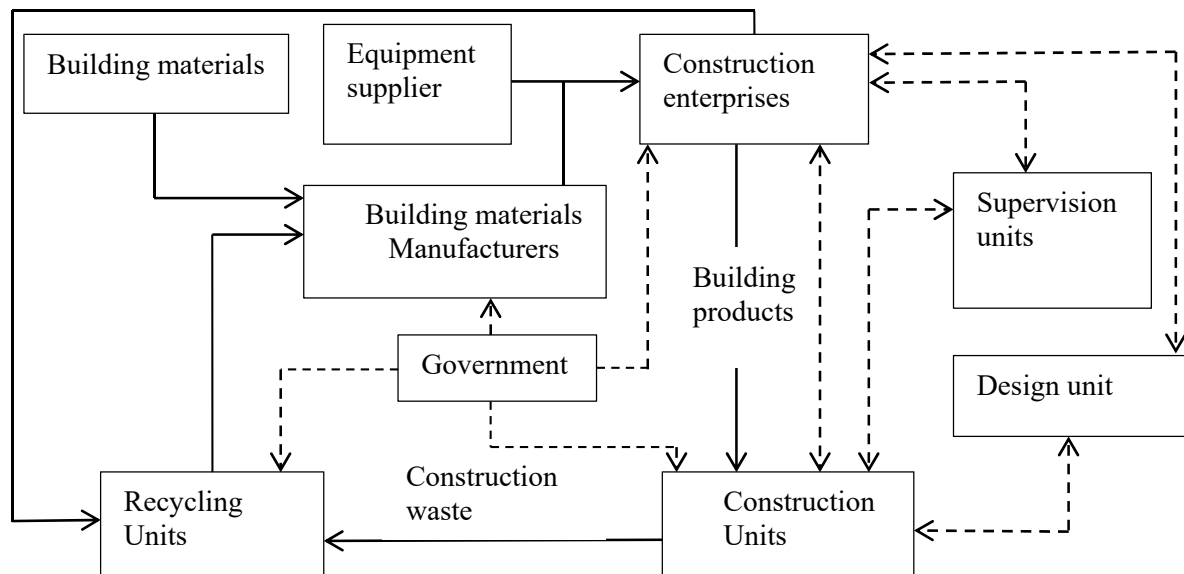 Building materials
Equipment
supplier
Construction
enterprises
Building materials
Manufacturers
Supervision
units
Building
products
Government
Design unit
Recycling
Units
Construction
waste
Construction
Units